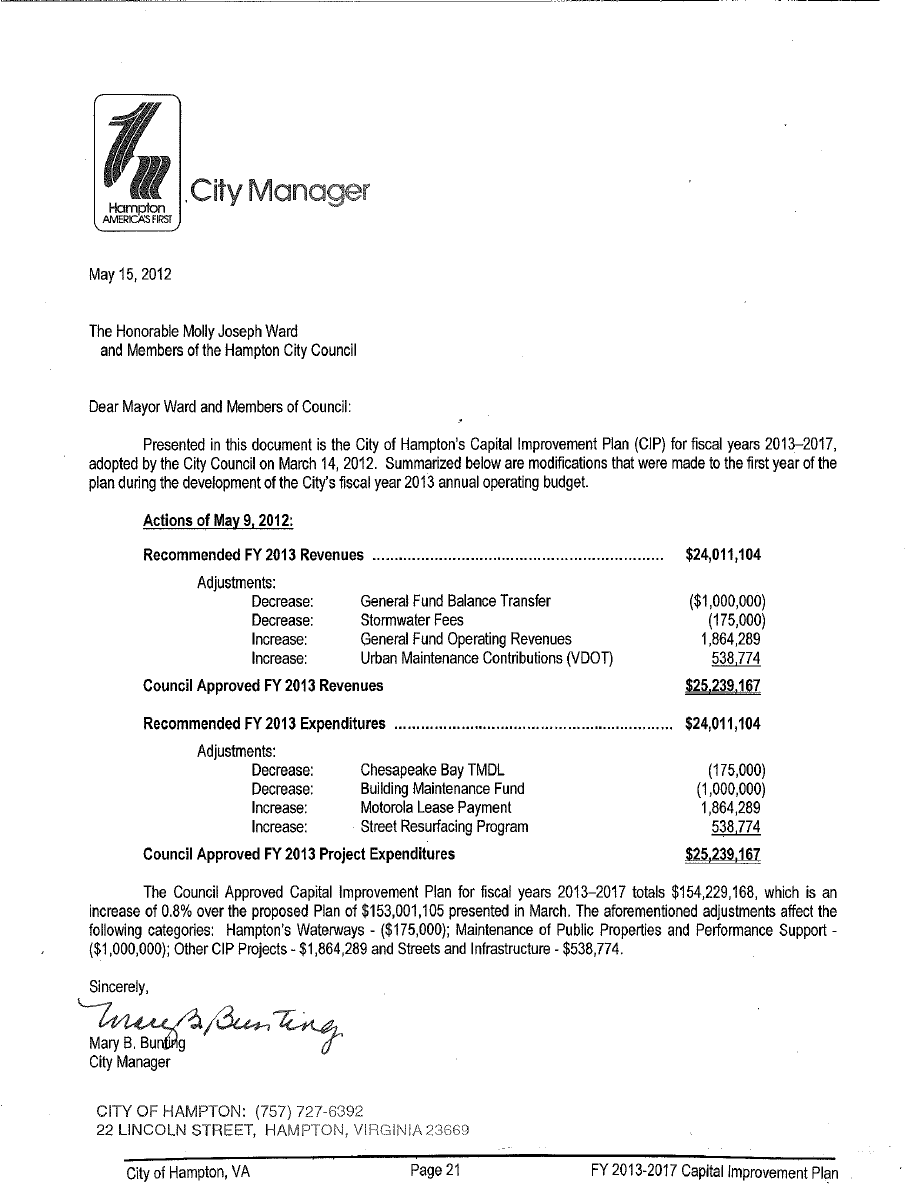 Hampton
AMERICA'S FIRST
City Manager
May 15, 2012
The Honorable Molly Joseph Ward
and Members of the Hampton City Council
Dear Mayor Ward and Members of Council:
Presented in this document is the City of Hampton's Capital Improvement Plan (CIP) for fiscal years 2013–2017,
adopted by the City Council on March 14, 2012. Summarized below are modifications that were made to the first year of the
plan during the development of the City's fiscal year 2013 annual operating budget.
Actions of May 9, 2012:
Recommended FY 2013 Revenues ................................................................. $24,011,104
Adjustments:
Decrease: General Fund Balance Transfer ($1,000,000)
Decrease: Stormwater Fees (175,000)
Increase: General Fund Operating Revenues 1,864,289
Increase: Urban Maintenance Contributions (VDOT) 538,774
Council Approved FY 2013 Revenues $25,239,167
Recommended FY 2013 Expenditures .............................................................. $24,011,104
Adjustments:
Decrease: Chesapeake Bay TMDL (175,000)
Decrease: Building Maintenance Fund (1,000,000)
Increase: Motorola Lease Payment 1,864,289
Increase: Street Resurfacing Program 538,774
Council Approved FY 2013 Project Expenditures $25,239,167
The Council Approved Capital Improvement Plan for fiscal years 2013–2017 totals $154,229,168, which is an
increase of 0.8% over the proposed Plan of $153,001,105 presented in March. The aforementioned adjustments affect the
following categories: Hampton's Waterways - ($175,000); Maintenance of Public Properties and Performance Support -
($1,000,000); Other CIP Projects - $1,864,289 and Streets and Infrastructure - $538,774.
Sincerely,
Mary B. Bunting
Mary B. Bunting
City Manager
CITY OF HAMPTON: (757) 727-6392
22 LINCOLN STREET, HAMPTON, VIRGINIA 23669
City of Hampton, VA Page 21 FY 2013-2017 Capital Improvement Plan